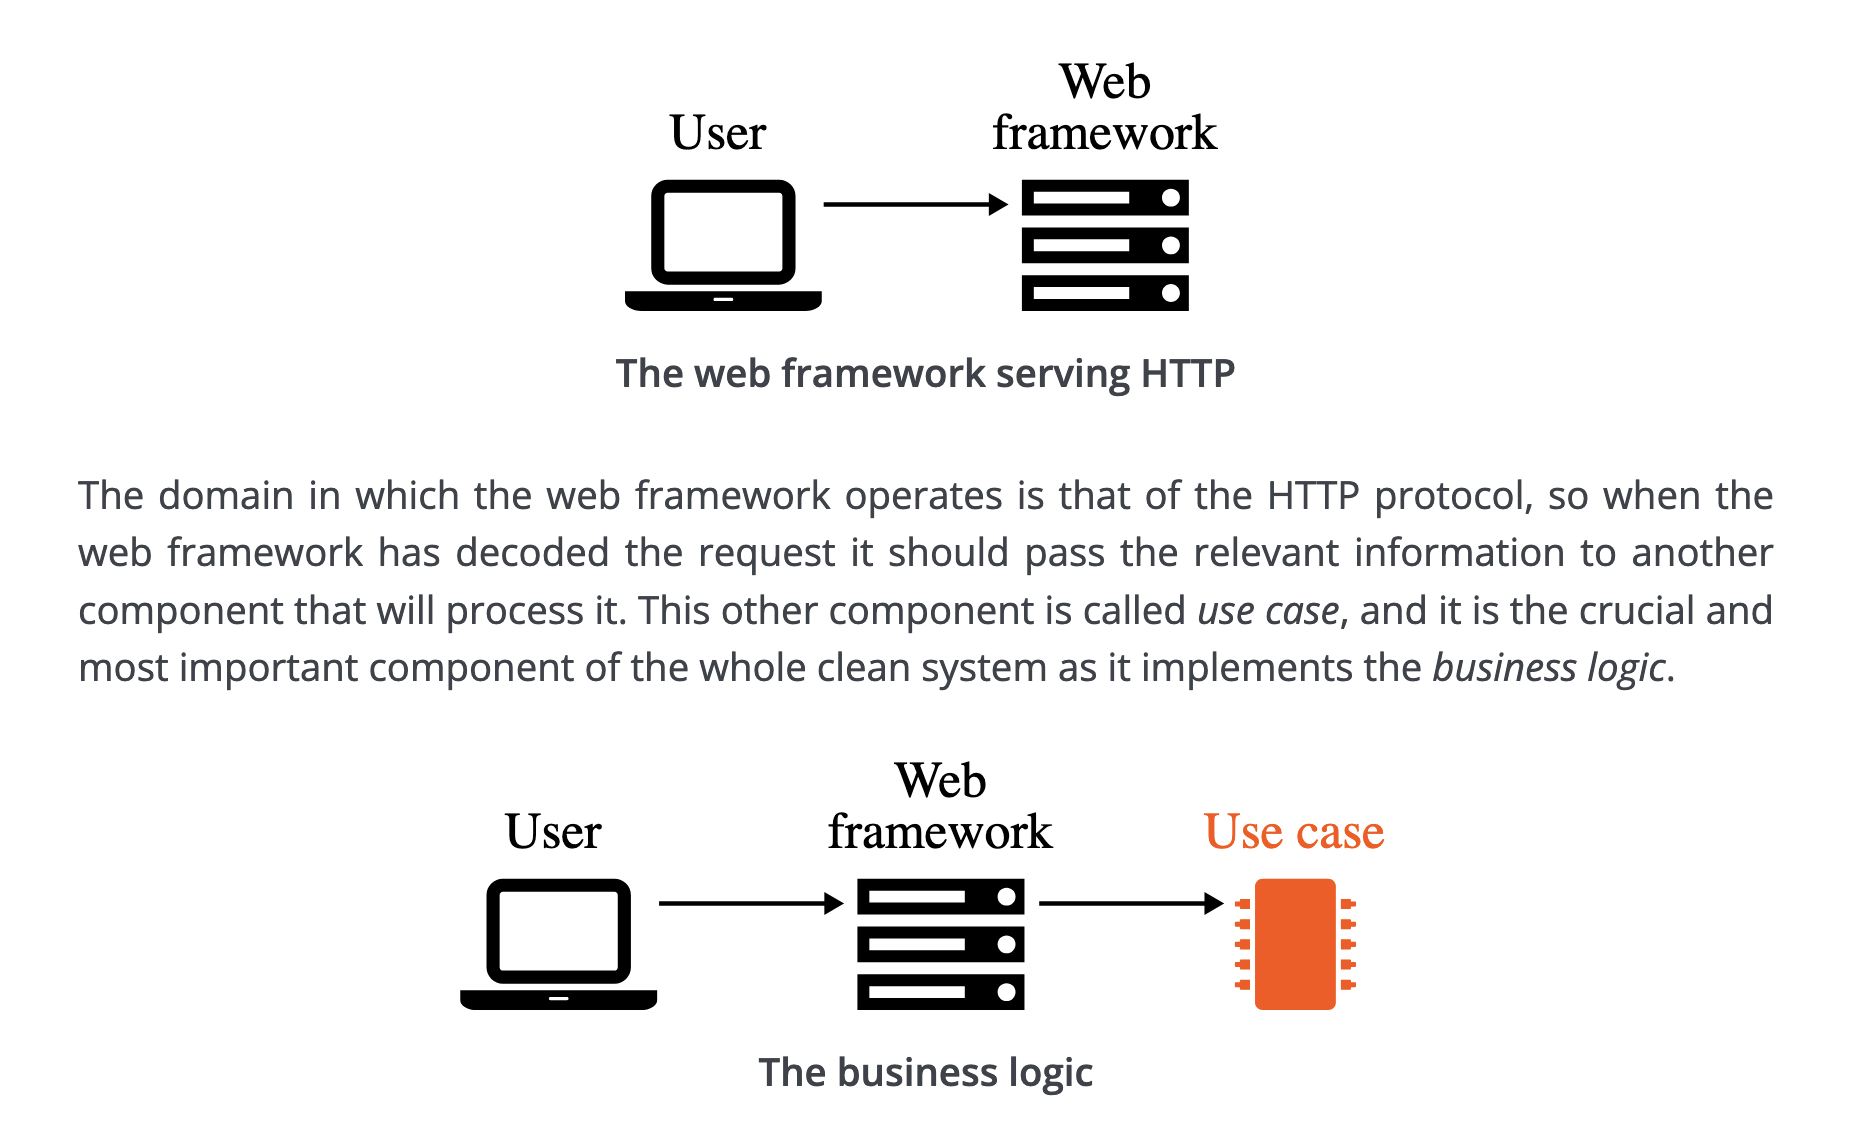 Web
User framework
The web framework serving HTTP
The domain in which the web framework operates is that of the HTTP protocol, so when the
web framework has decoded the request it should pass the relevant information to another
component that will process it. This other component is called use case, and it is the crucial and
most important component of the whole clean system as it implements the business logic.
Web
User framework Use case
The business logic